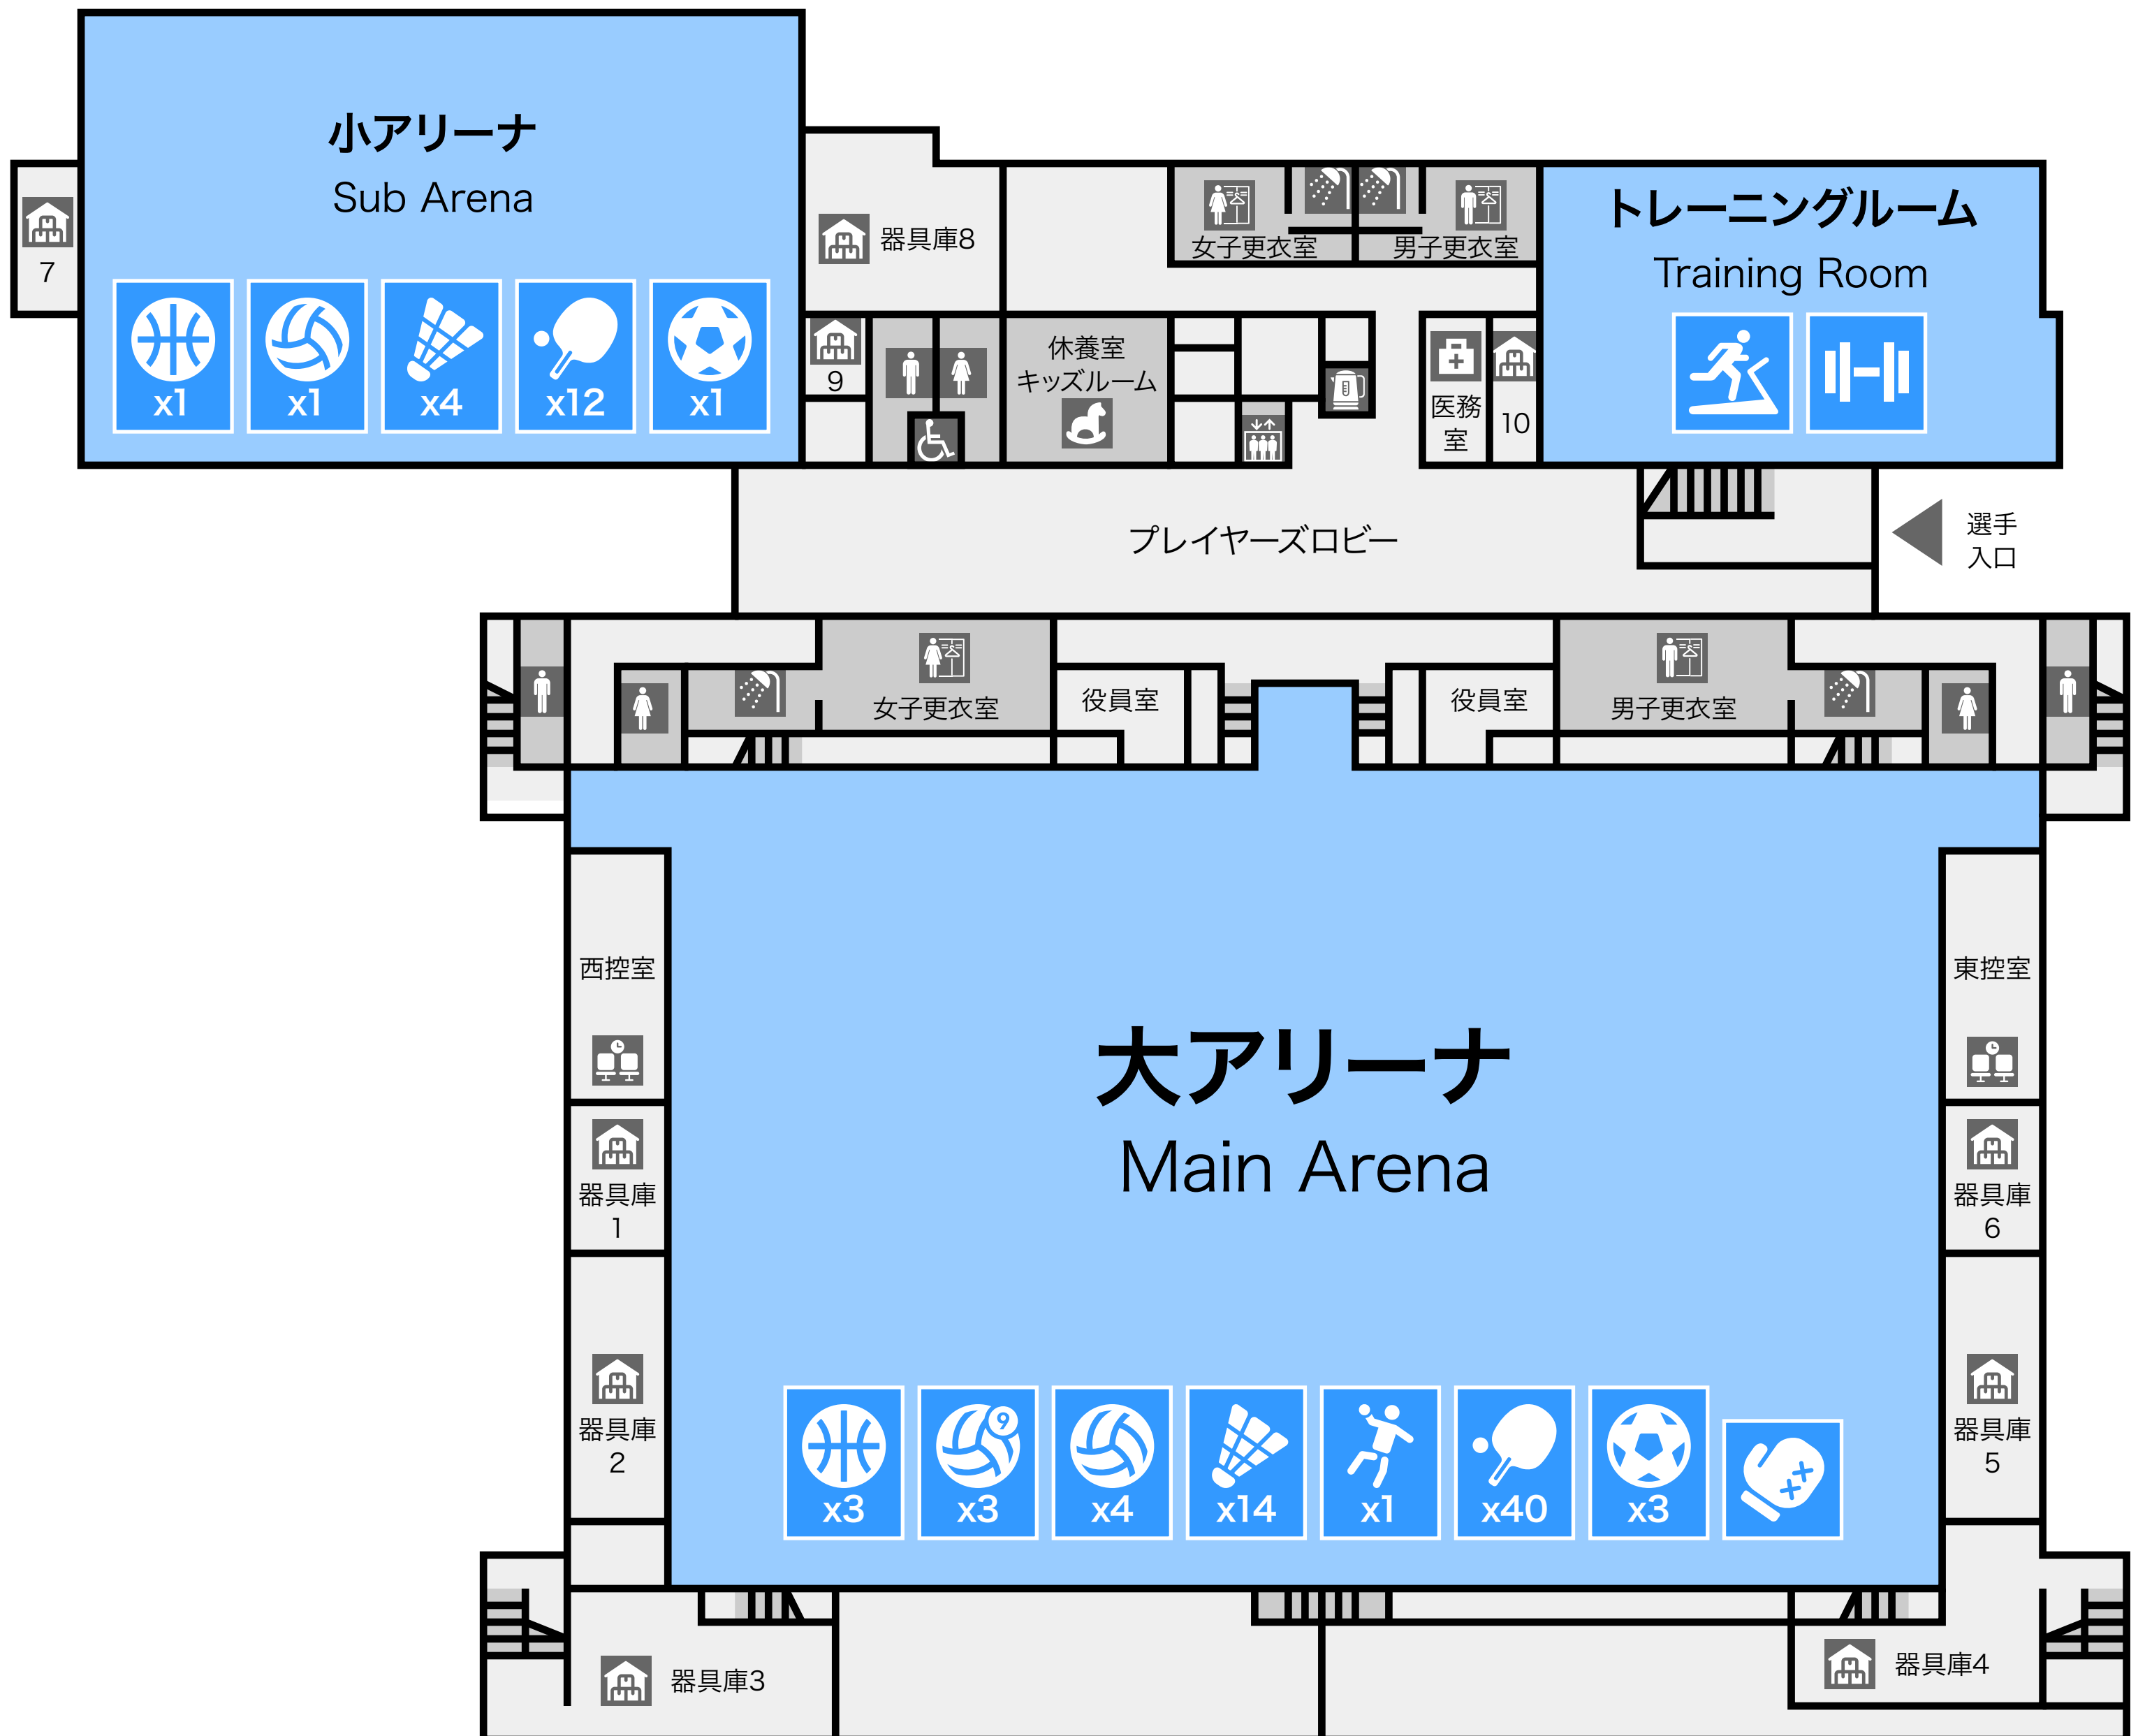 小アリーナ
Sub Arena
7
x1
x1
x4
x12
x1
器具庫8
女子更衣室
男子更衣室
トレーニングルーム
Training Room
9
休養室
キッズルーム
医務
室
10
プレイヤーズロビー
選手
入口
女子更衣室
役員室
役員室
男子更衣室
西控室
東控室
大アリーナ
Main Arena
器具庫
1
器具庫
6
器具庫
2
器具庫
5
x3
9
x3
x4
x14
x1
x40
x3
器具庫3
器具庫4